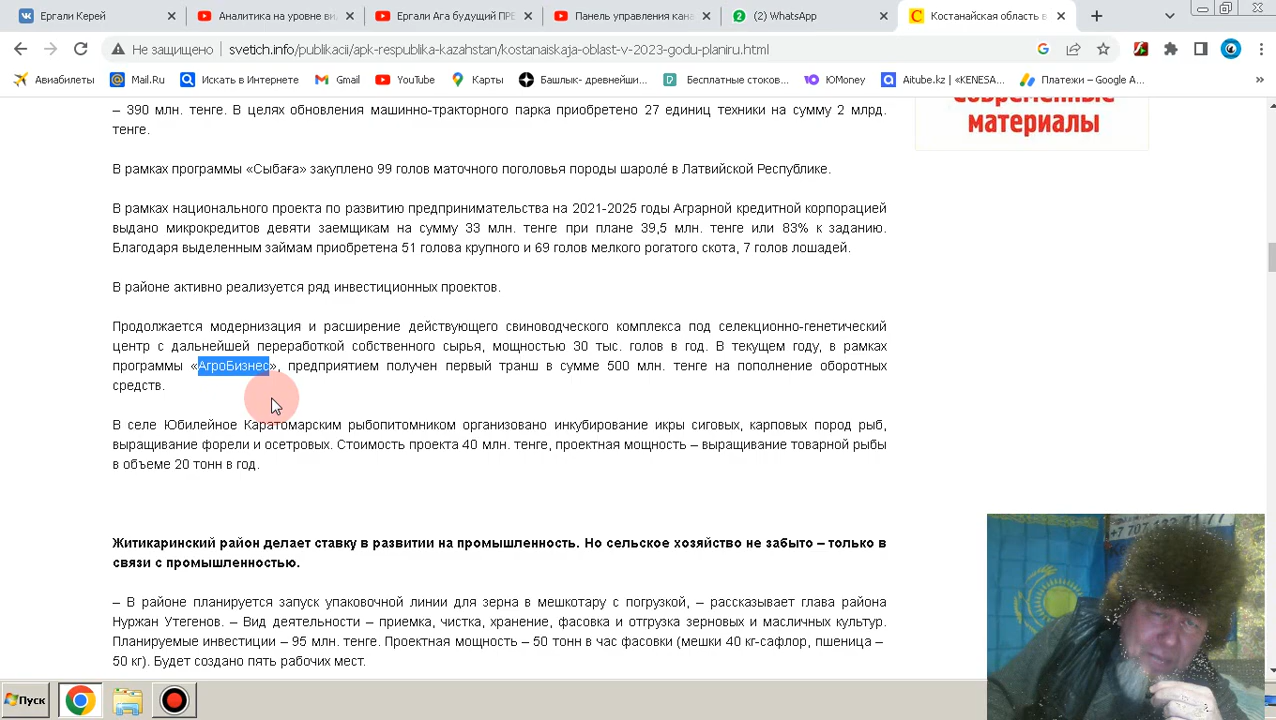 Ергали Керей
Аналитика на уровне ви
Ергали Ага будущий ПРЕ
Панель управления кана
(2) WhatsApp
Костанайская область в
Не защищено
svetich.info/publikacii/apk-respublika-kazahstan/kostanaiskaja-oblast-v-2023-godu-planiru.html
Авиабилеты
Mail.Ru
Искать в Интернете
Gmail
YouTube
Карты
Башлык- древнейши...
Бесплатные стоков...
ЮMoney
Aitube.kz | «KENESA...
Платежи – Google A...
»
– 390 млн. тенге. В машинно-тракторного парка приобретено 27 единиц техники на сумму 2 млрд.
тенге.
современные
материалы
В рамках программы «Сыбаға» закуплено 99 голов маточного поголовья породы шароле́ в Латвийской Республике.
В рамках национального проекта по развитию предпринимательства на 2021-2025 годы Аграрной кредитной корпорацией
выдано микрокредитов девяти заемщикам на сумму 33 млн. тенге при плане 39,5 млн. тенге или 83% к заданию.
Благодаря выделенным займам приобретена 51 голова крупного и 69 голов мелкого рогатого скота, 7 голов лошадей.
В районе активно реализуется ряд инвестиционных проектов.
Продолжается модернизация и расширение действующего свиноводческого комплекса под селекционно-генетический
центр с дальнейшей переработкой собственного сырья, мощностью 30 тыс. голов в год. В текущем году, в рамках
программы «АгроБизнес», предприятием получен первый транш в сумме 500 млн. тенге на пополнение оборотных
средств.
В селе Юбилейное Каратомарским рыбопитомником организовано инкубирование икры сиговых, карповых пород рыб,
выращивание форели и осетровых. Стоимость проекта 40 млн. тенге, проектная мощность – выращивание товарной рыбы
в объеме 20 тонн в год.
Житикаринский район делает ставку в развитии на промышленность. Но сельское хозяйство не забыто – только в
связи с промышленностью.
– В районе планируется запуск упаковочной линии для зерна в мешкотару с погрузкой, – рассказывает глава района
Нуржан Утегенов. – Вид деятельности – приемка, чистка, хранение, фасовка и отгрузка зерновых и масличных культур.
Планируемые инвестиции – 95 млн. тенге. Проектная мощность – 50 тонн в час фасовки (мешки 40 кг-сафлор, пшеница –
50 кг). Будет создано пять рабочих мест.
Пуск